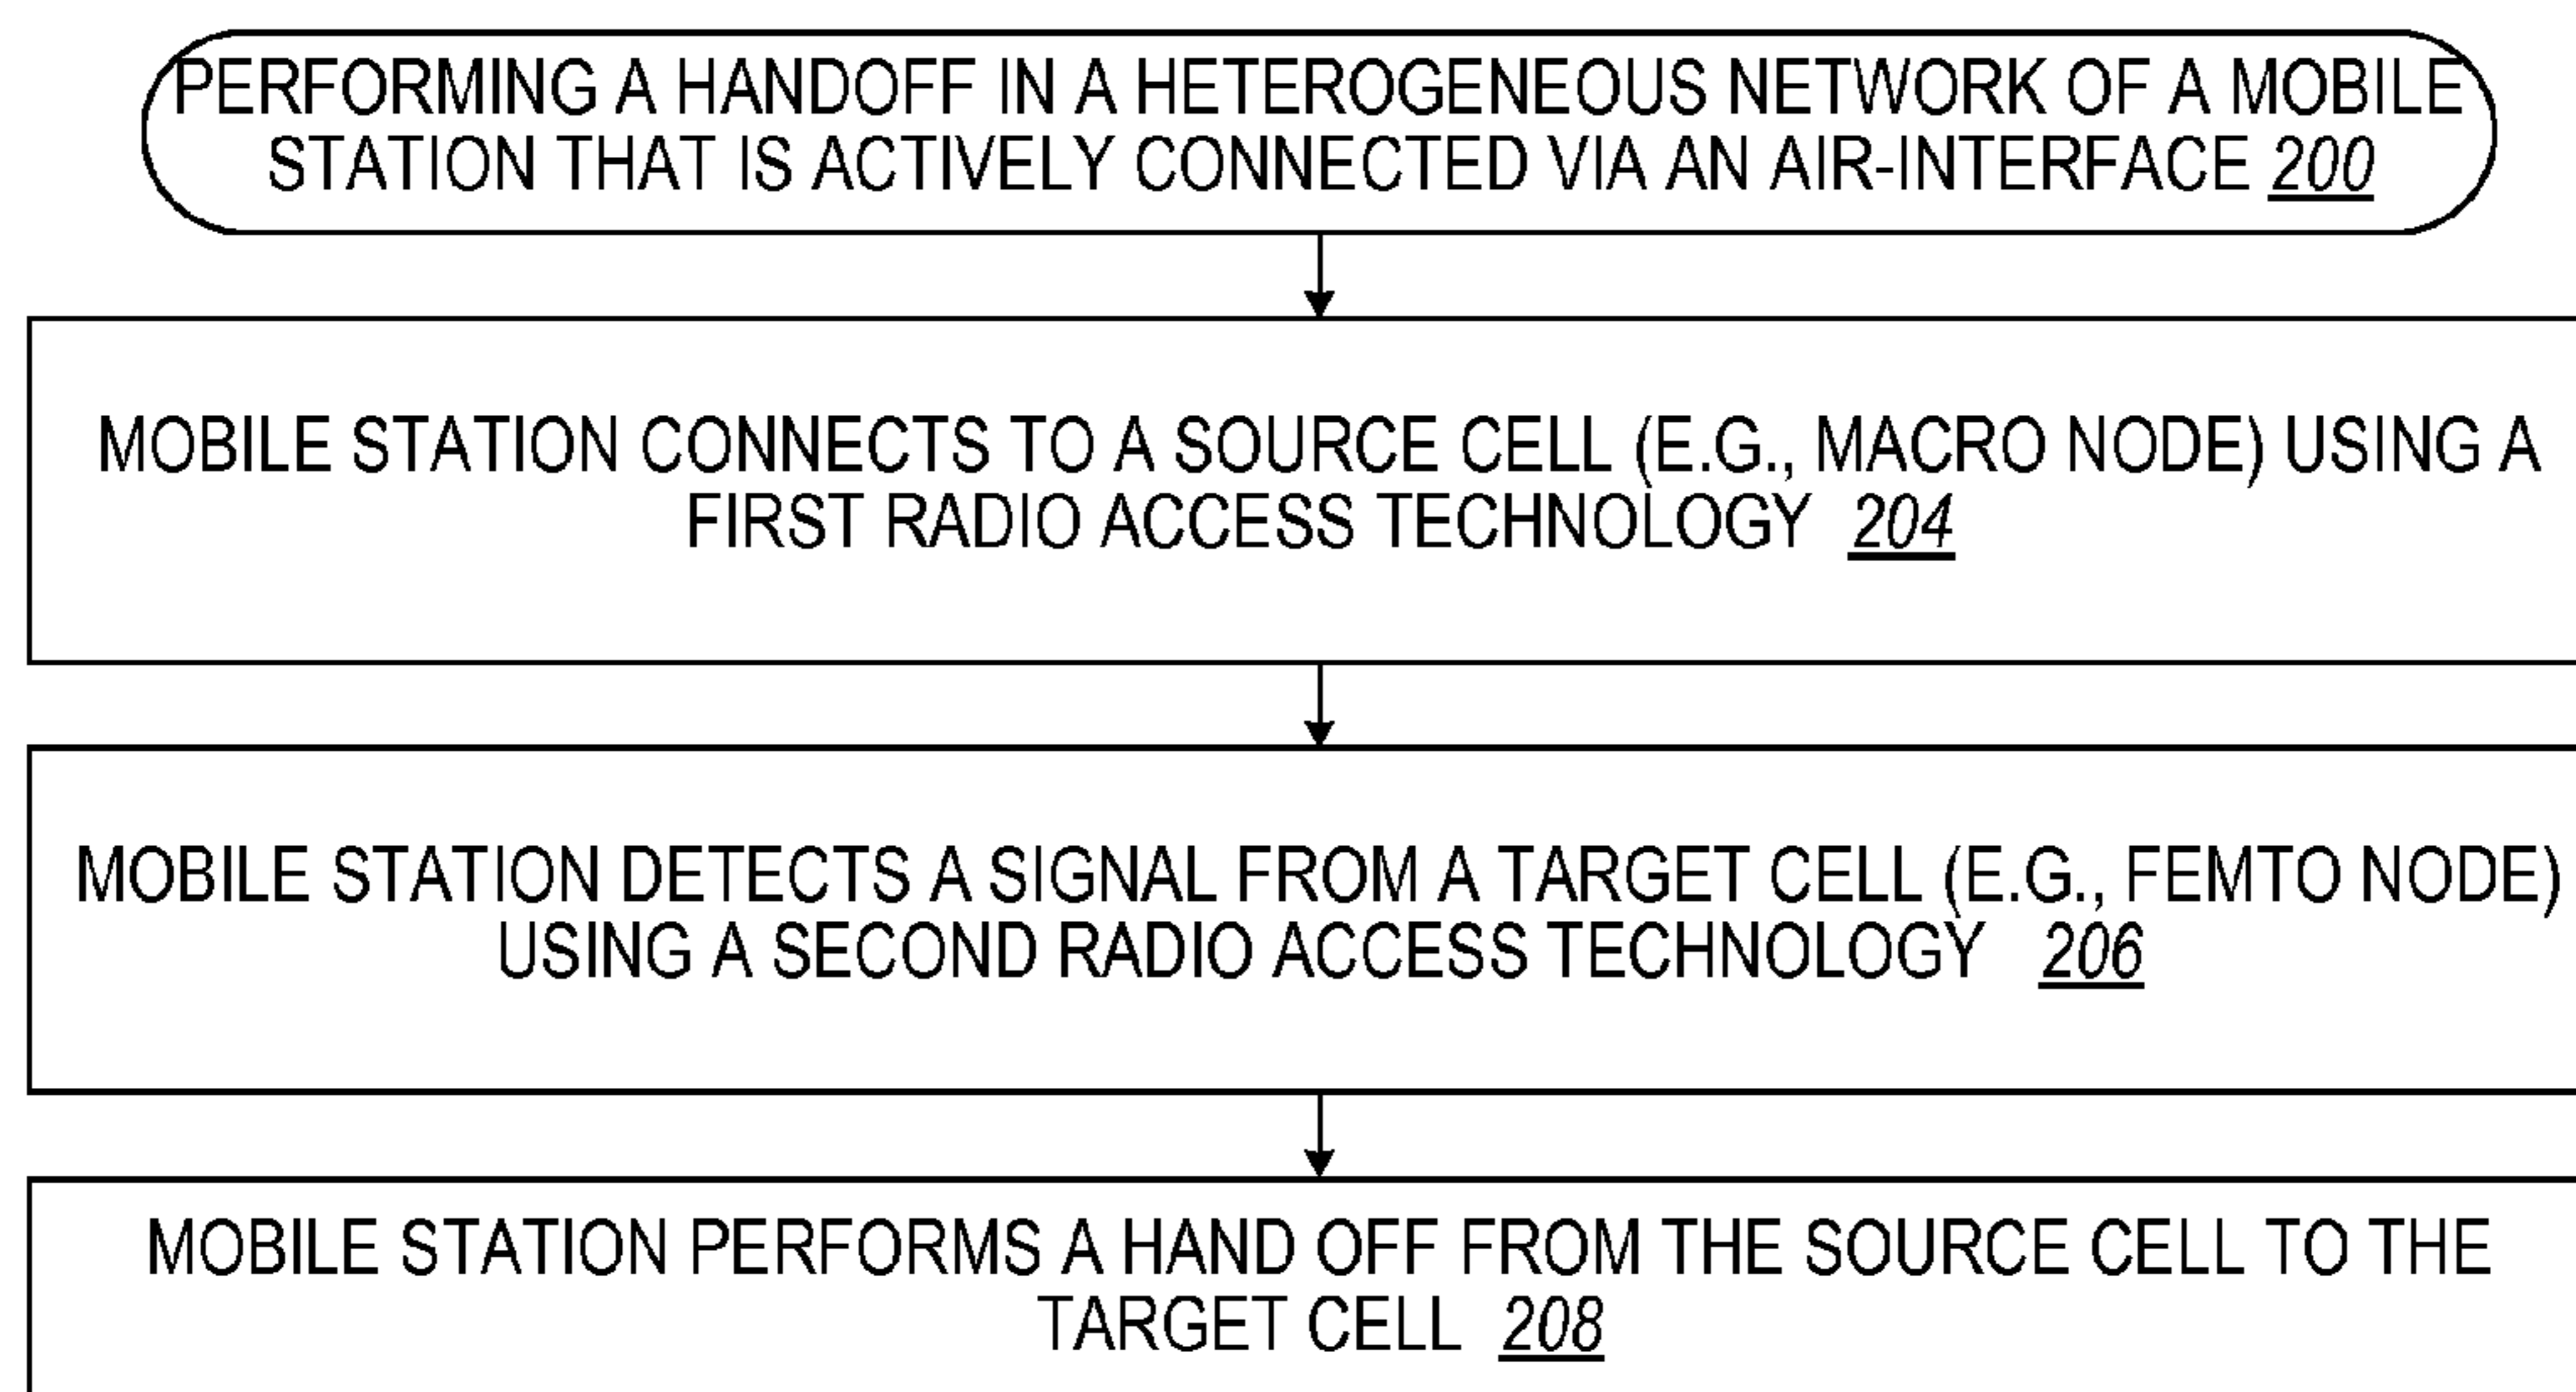 PERFORMING A HANDOFF IN A HETEROGENEOUS NETWORK OF A MOBILE
STATION THAT IS ACTIVELY CONNECTED VIA AN AIR-INTERFACE 200
MOBILE STATION CONNECTS TO A SOURCE CELL (E.G., MACRO NODE) USING A
FIRST RADIO ACCESS TECHNOLOGY 204
MOBILE STATION DETECTS A SIGNAL FROM A TARGET CELL (E.G., FEMTO NODE)
USING A SECOND RADIO ACCESS TECHNOLOGY 206
MOBILE STATION PERFORMS A HAND OFF FROM THE SOURCE CELL TO THE
TARGET CELL 208